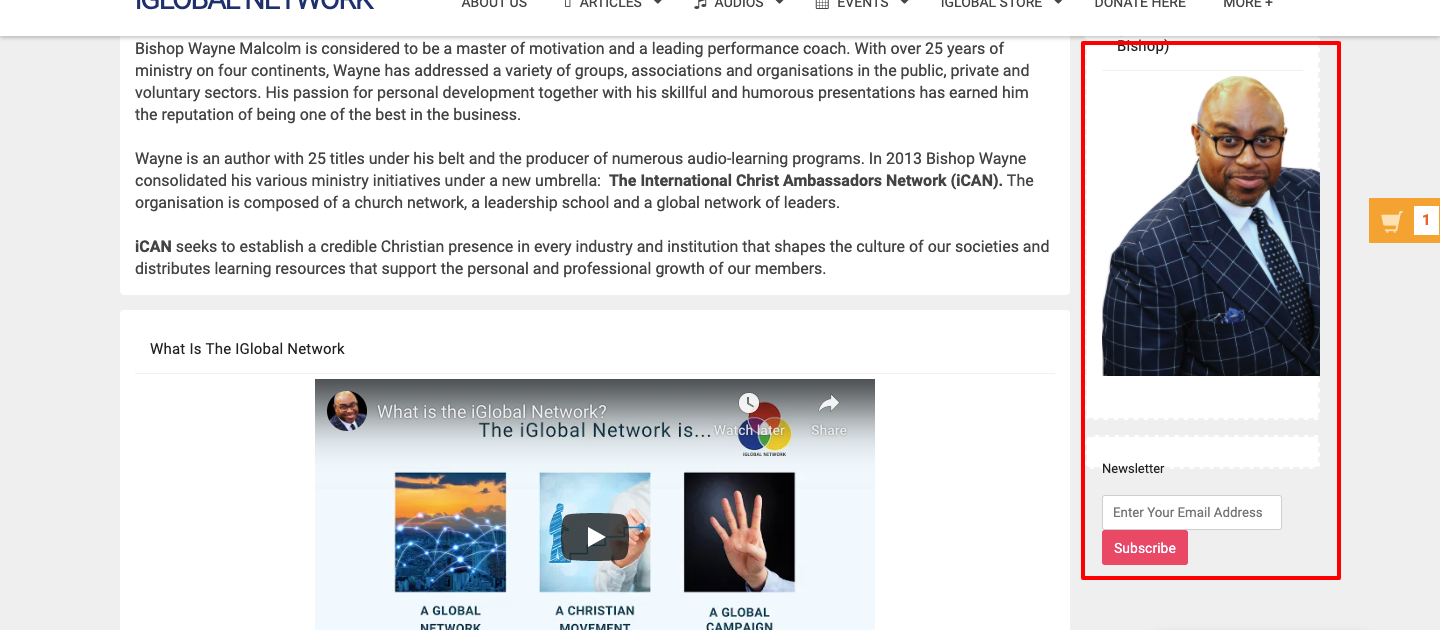 IGLOBAL NETWORK
ABOUT US ARTICLES AUDIOS EVENTS IGLOBAL STORE DONATE HERE MORE +
Bishop Wayne Malcolm is considered to be a master of motivation and a leading performance coach. With over 25 years of
ministry on four continents, Wayne has addressed a variety of groups, associations and organisations in the public, private and
voluntary sectors. His passion for personal development together with his skillful and humorous presentations has earned him
the reputation of being one of the best in the business.
Wayne is an author with 25 titles under his belt and the producer of numerous audio-learning programs. In 2013 Bishop Wayne
consolidated his various ministry initiatives under a new umbrella: The International Christ Ambassadors Network (iCAN). The
organisation is composed of a church network, a leadership school and a global network of leaders.
iCAN seeks to establish a credible Christian presence in every industry and institution that shapes the culture of our societies and
distributes learning resources that support the personal and professional growth of our members.
What Is The IGlobal Network
What is the iGlobal Network?
Watch later
Share
The iGlobal Network is...
IGLOBAL NETWORK
A GLOBAL
NETWORK
A CHRISTIAN
MOVEMENT
A GLOBAL
CAMPAIGN
Bishop)
1
Newsletter
Enter Your Email Address
Subscribe